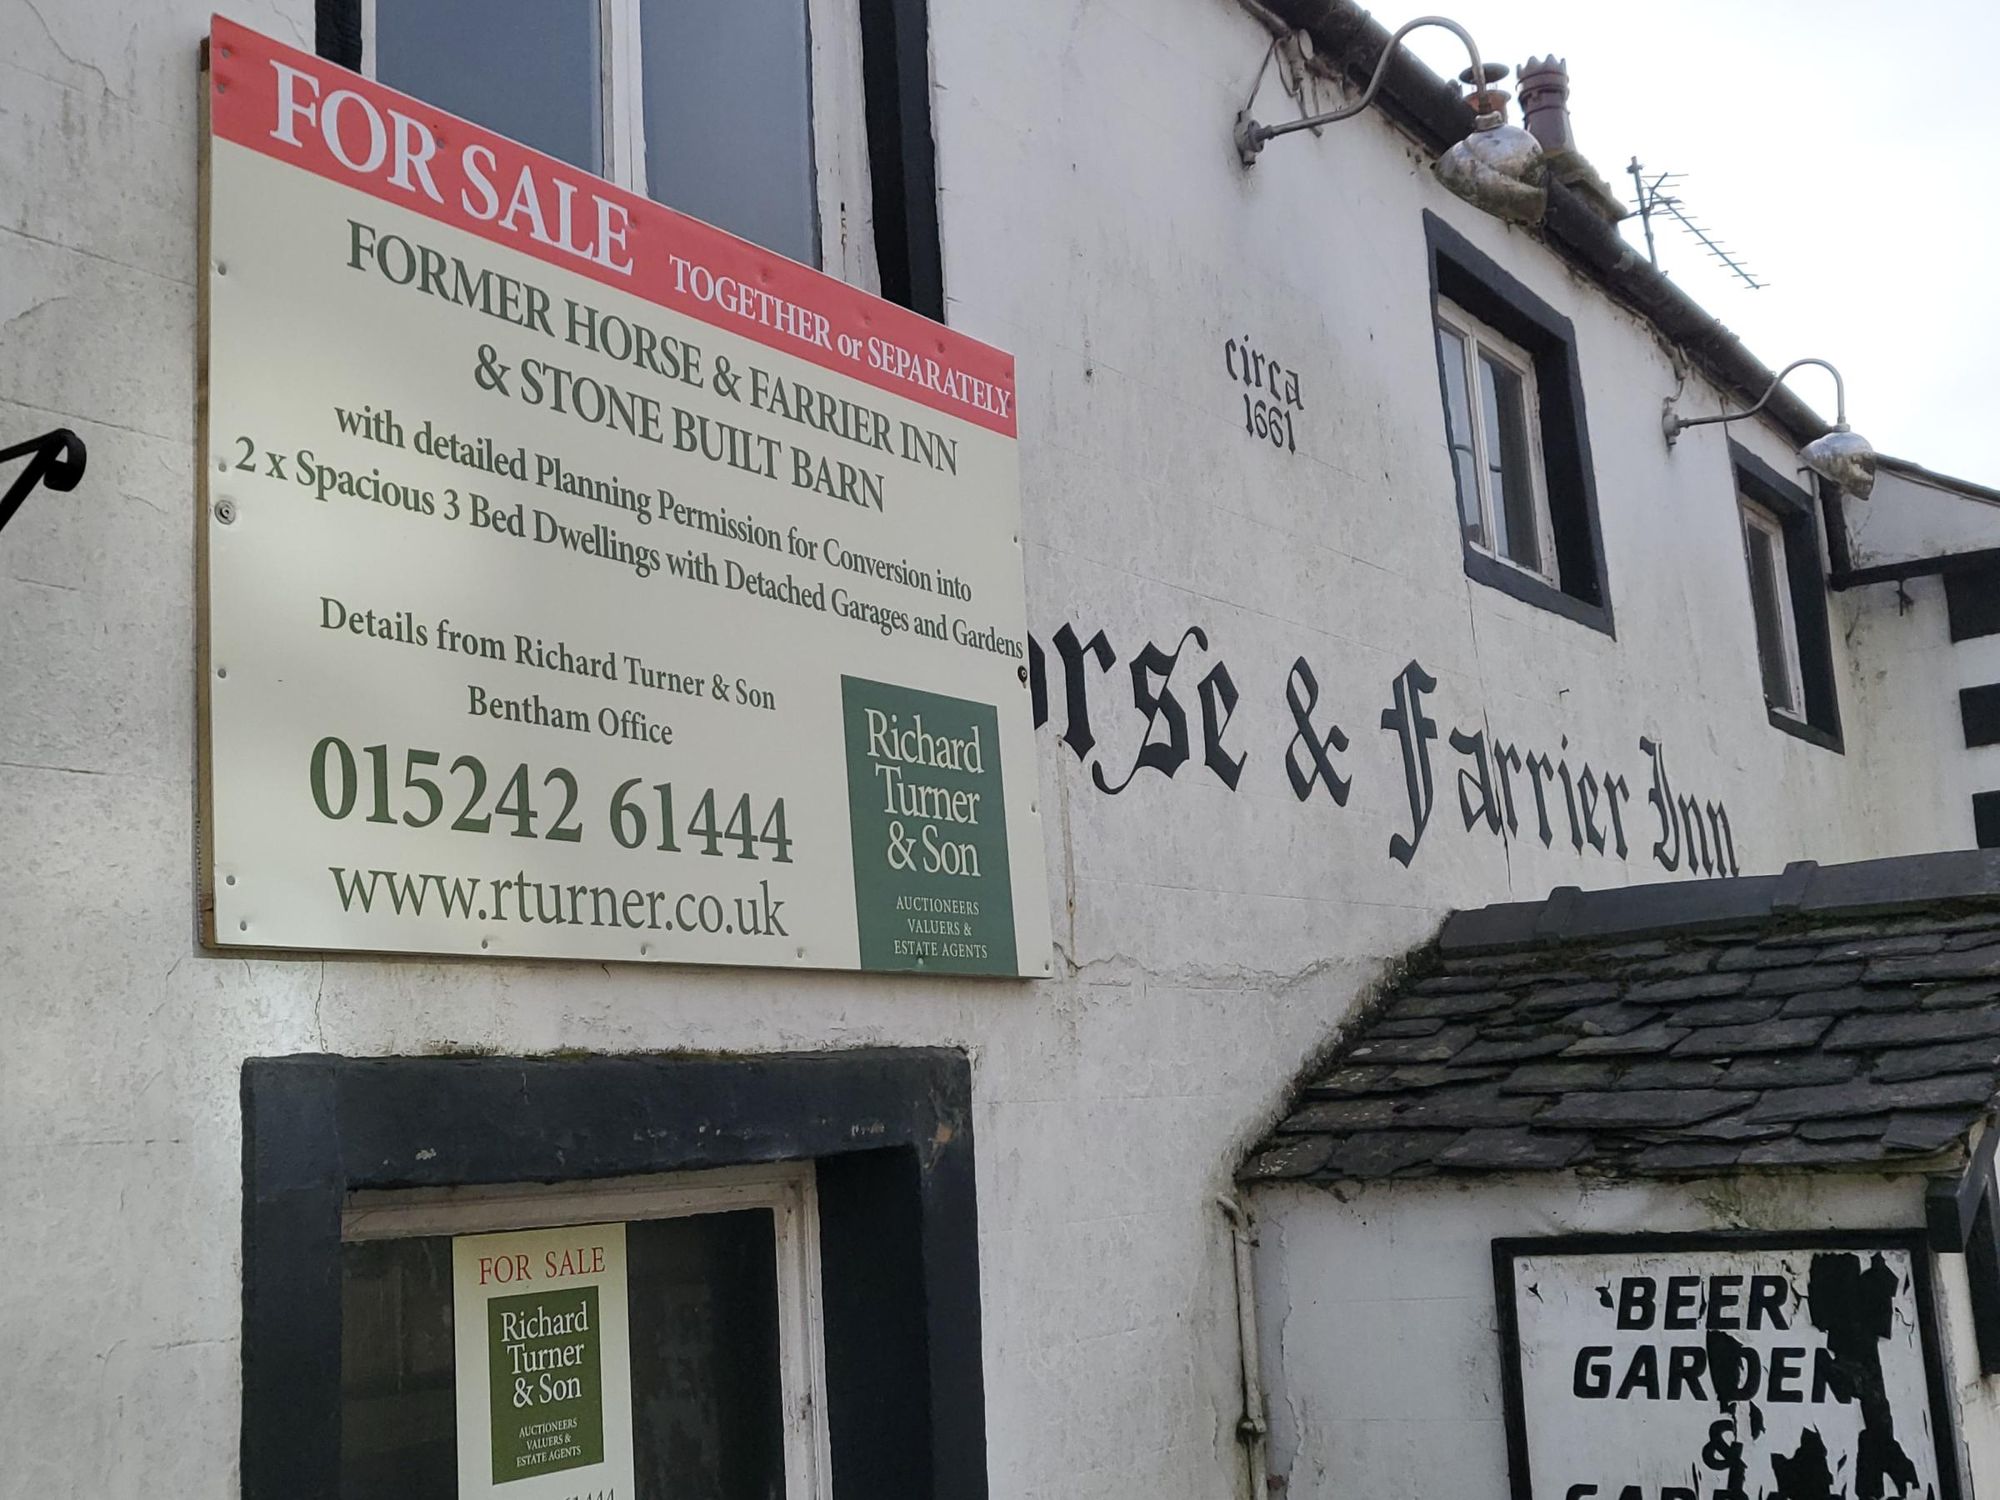 FOR SALE TOGETHER or SEPARATELY
FORMER HORSE & FARRIER INN
& STONE BUILT BARN
with detailed Planning Permission for Conversion into
2 x Spacious 3 Bed Dwellings with Detached Garages and Gardens
Details from Richard Turner & Son
Bentham Office
015242 61444
www.rturner.co.uk
Richard
Turner
& Son
AUCTIONEERS
VALUERS &
ESTATE AGENTS
circa
1661
orse & Farrier Inn
FOR SALE
Richard
Turner
& Son
AUCTIONEERS
VALUERS &
ESTATE AGENTS
BEER
GARDEN
&